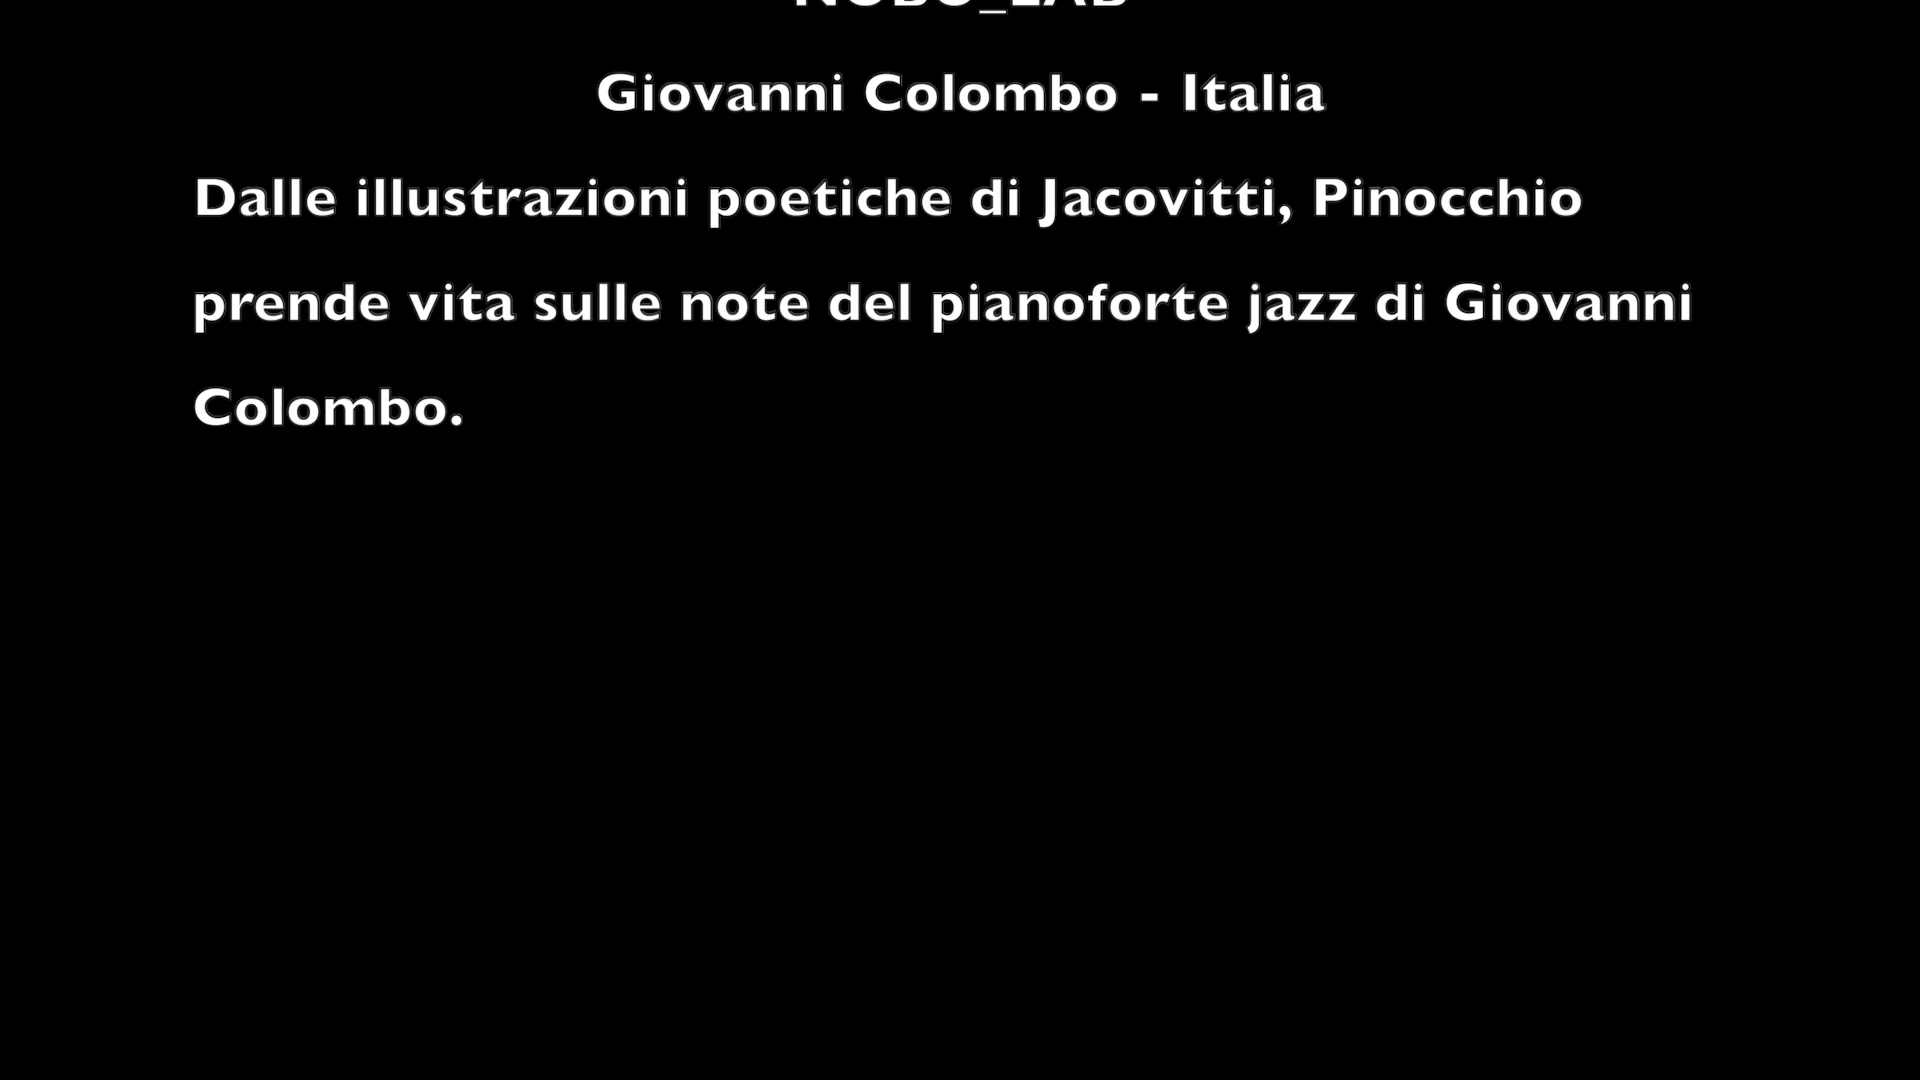 Giovanni Colombo - Italia
Dalle illustrazioni poetiche di Jacovitti, Pinocchio
prende vita sulle note del pianoforte jazz di Giovanni
Colombo.